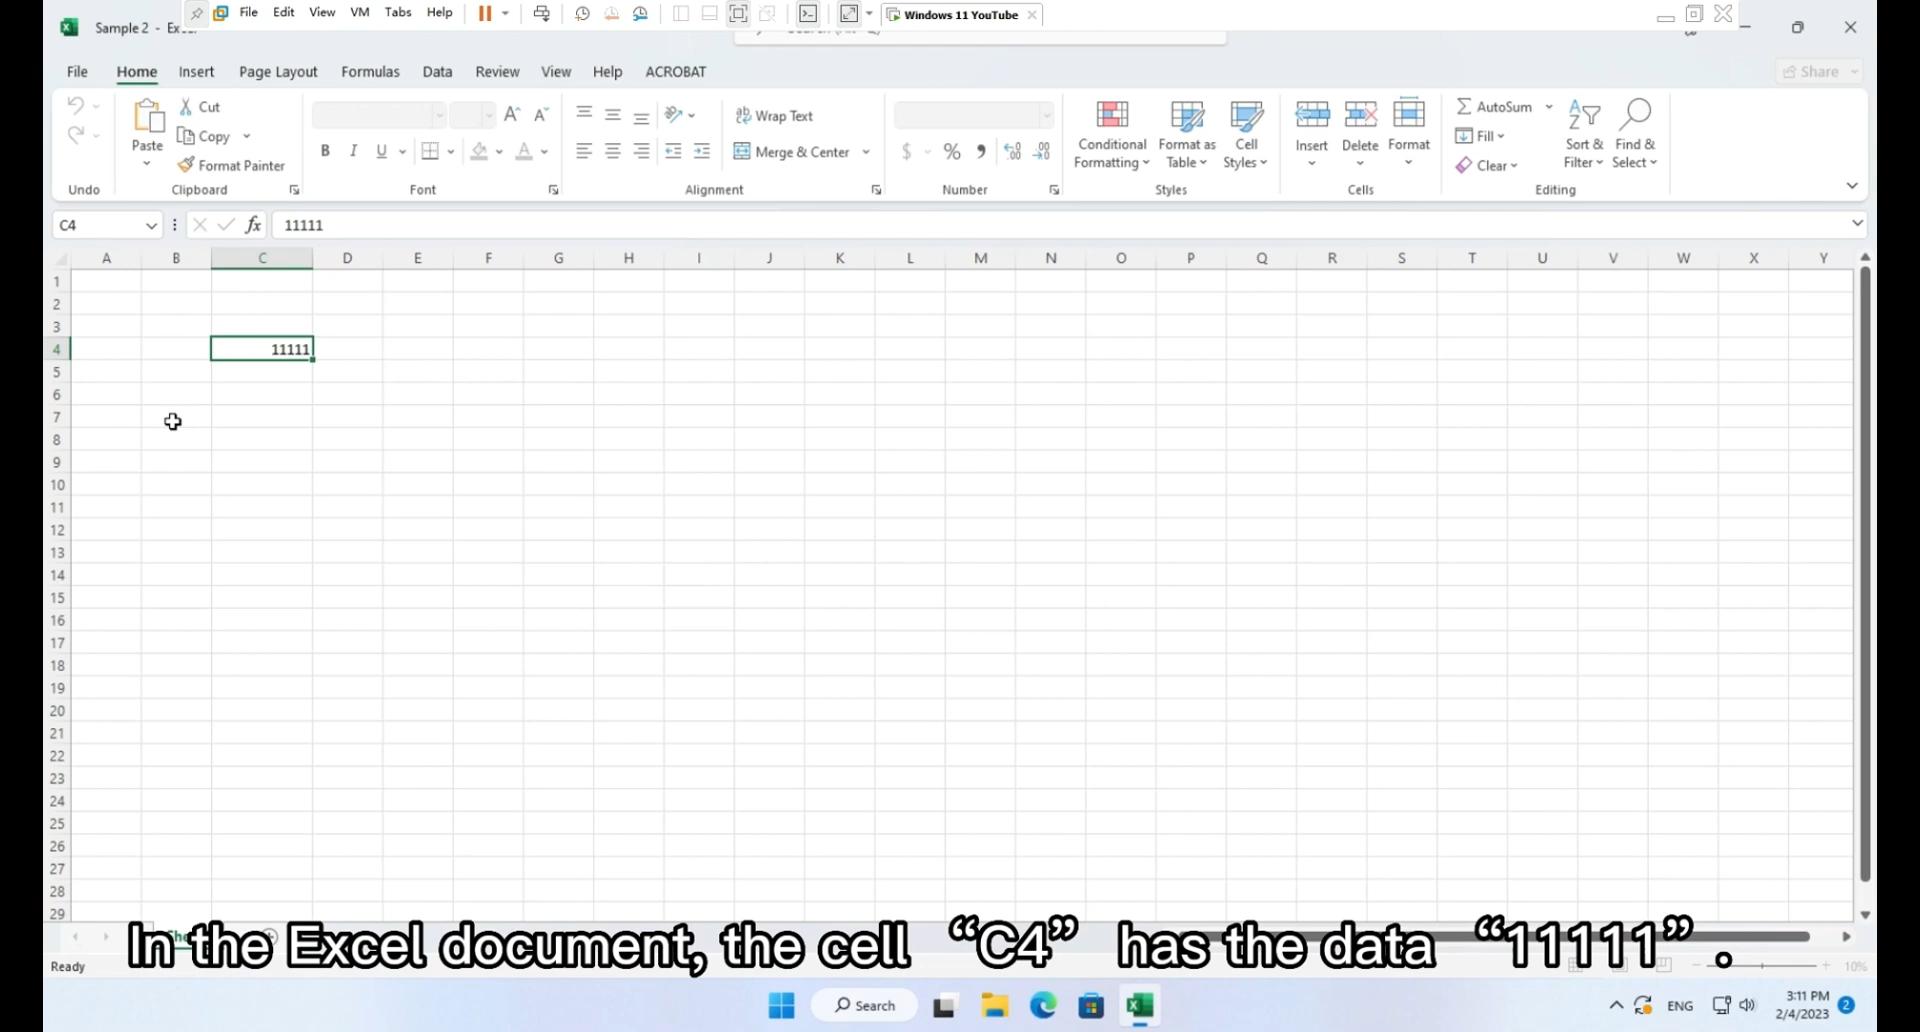 File Edit View VM Tabs Help Windows 11 YouTube
Sample 2 - Excel
File Home Insert Page Layout Formulas Data Review View Help ACROBAT Share
Cut
Copy
Format Painter
Paste
Undo Clipboard
B I U
Font
Wrap Text
Merge & Center
Alignment
$ % 9
Number
Conditional Formatting
Format as Table
Cell Styles
Styles
Insert Delete Format
Cells
AutoSum
Fill
Clear
Sort & Filter
Find & Select
Editing
C4 fx 11111
A B C D E F G H I J K L M N O P Q R S T U V W X Y
1
2
3
4 11111
5
6
7
8
9
10
11
12
13
14
15
16
17
18
19
20
21
22
23
24
25
26
27
28
29
In the Excel document, the cell “C4” has the data “11111”.
Ready 10%
Search ENG 3:11 PM
2/4/2023 2